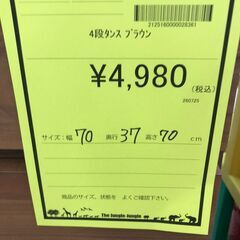 2125160000028361
4段タンス ブラウン
¥4,980
(税込)
260725
サイズ:幅 70 奥行 37 高さ 70 cm
商品のサイズ、状態を よくご確認下さい。
The Jungle Jungle